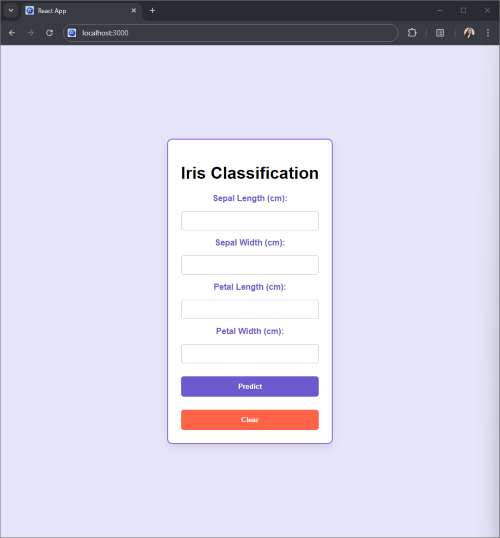 React App
localhost:3000
Iris Classification
Sepal Length (cm):
Sepal Width (cm):
Petal Length (cm):
Petal Width (cm):
Predict
Clear